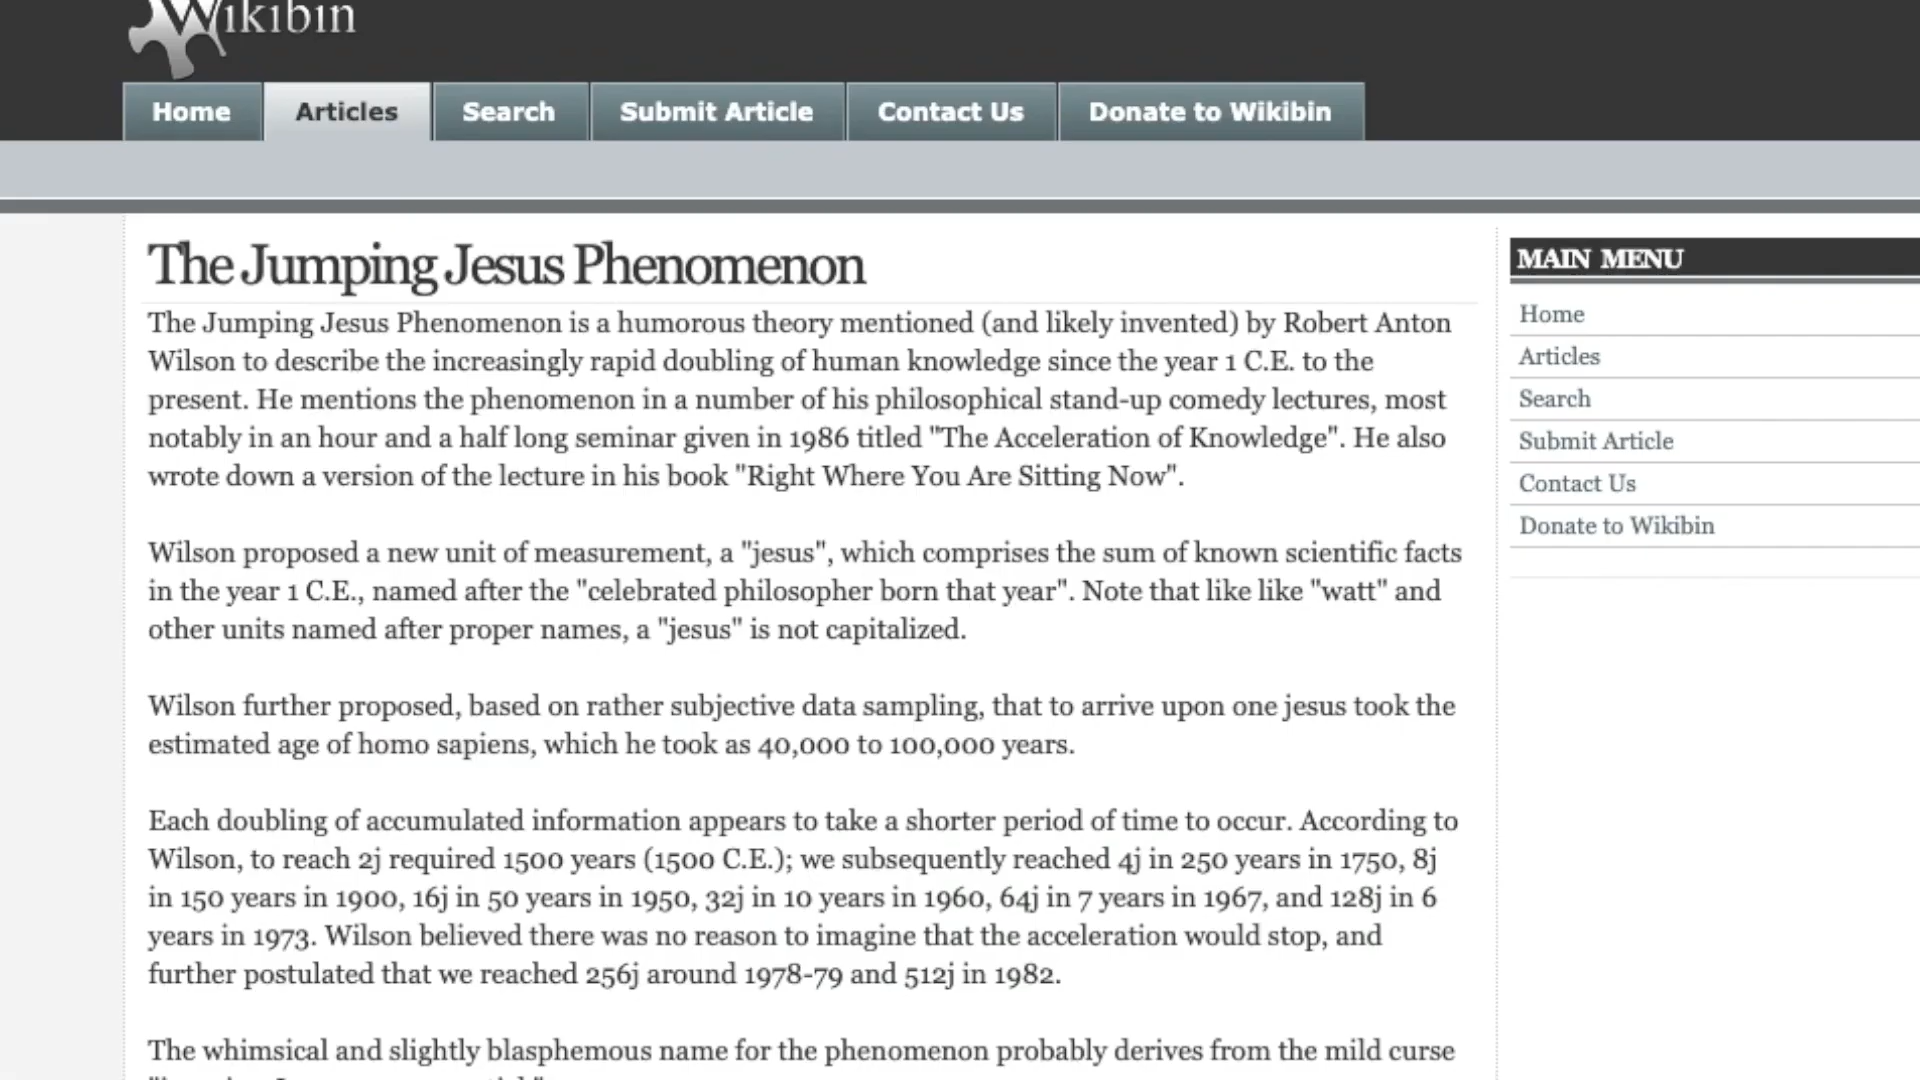 Wikibin
Home
Articles
Search
Submit Article
Contact Us
Donate to Wikibin
The Jumping Jesus Phenomenon
The Jumping Jesus Phenomenon is a humorous theory mentioned (and likely invented) by Robert Anton
Wilson to describe the increasingly rapid doubling of human knowledge since the year 1 C.E. to the
present. He mentions the phenomenon in a number of his philosophical stand-up comedy lectures, most
notably in an hour and a half long seminar given in 1986 titled "The Acceleration of Knowledge". He also
wrote down a version of the lecture in his book "Right Where You Are Sitting Now".
Wilson proposed a new unit of measurement, a "jesus", which comprises the sum of known scientific facts
in the year 1 C.E., named after the "celebrated philosopher born that year". Note that like like "watt" and
other units named after proper names, a "jesus" is not capitalized.
Wilson further proposed, based on rather subjective data sampling, that to arrive upon one jesus took the
estimated age of homo sapiens, which he took as 40,000 to 100,000 years.
Each doubling of accumulated information appears to take a shorter period of time to occur. According to
Wilson, to reach 2j required 1500 years (1500 C.E.); we subsequently reached 4j in 250 years in 1750, 8j
in 150 years in 1900, 16j in 50 years in 1950, 32j in 10 years in 1960, 64j in 7 years in 1967, and 128j in 6
years in 1973. Wilson believed there was no reason to imagine that the acceleration would stop, and
further postulated that we reached 256j around 1978-79 and 512j in 1982.
The whimsical and slightly blasphemous name for the phenomenon probably derives from the mild curse
MAIN MENU
Home
Articles
Search
Submit Article
Contact Us
Donate to Wikibin